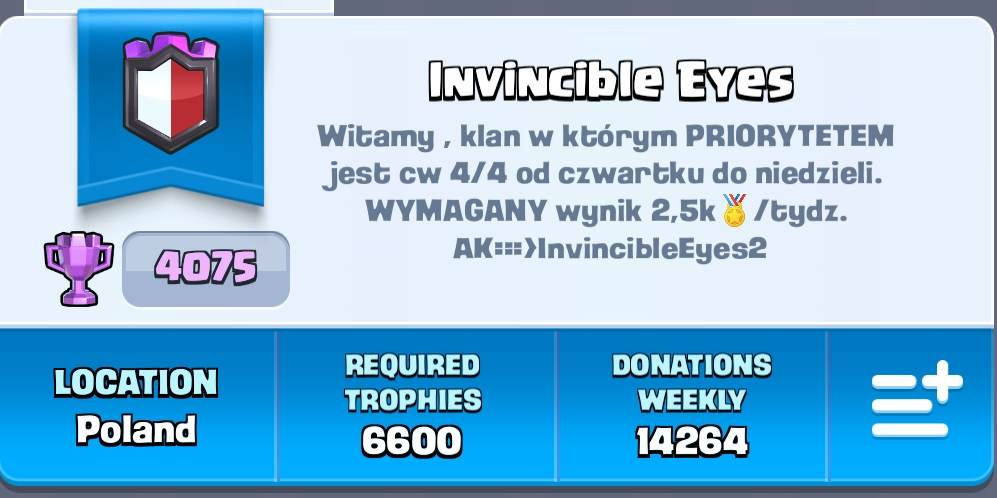 Invincible Eyes
Witamy , klan w którym PRIORYTETEM
jest cw 4/4 od czwartku do niedzieli.
WYMAGANY wynik 2,5k🏅/tydz.
AK:::>InvincibleEyes2
4075
LOCATION
Poland
REQUIRED
TROPHIES
6600
DONATIONS
WEEKLY
14264